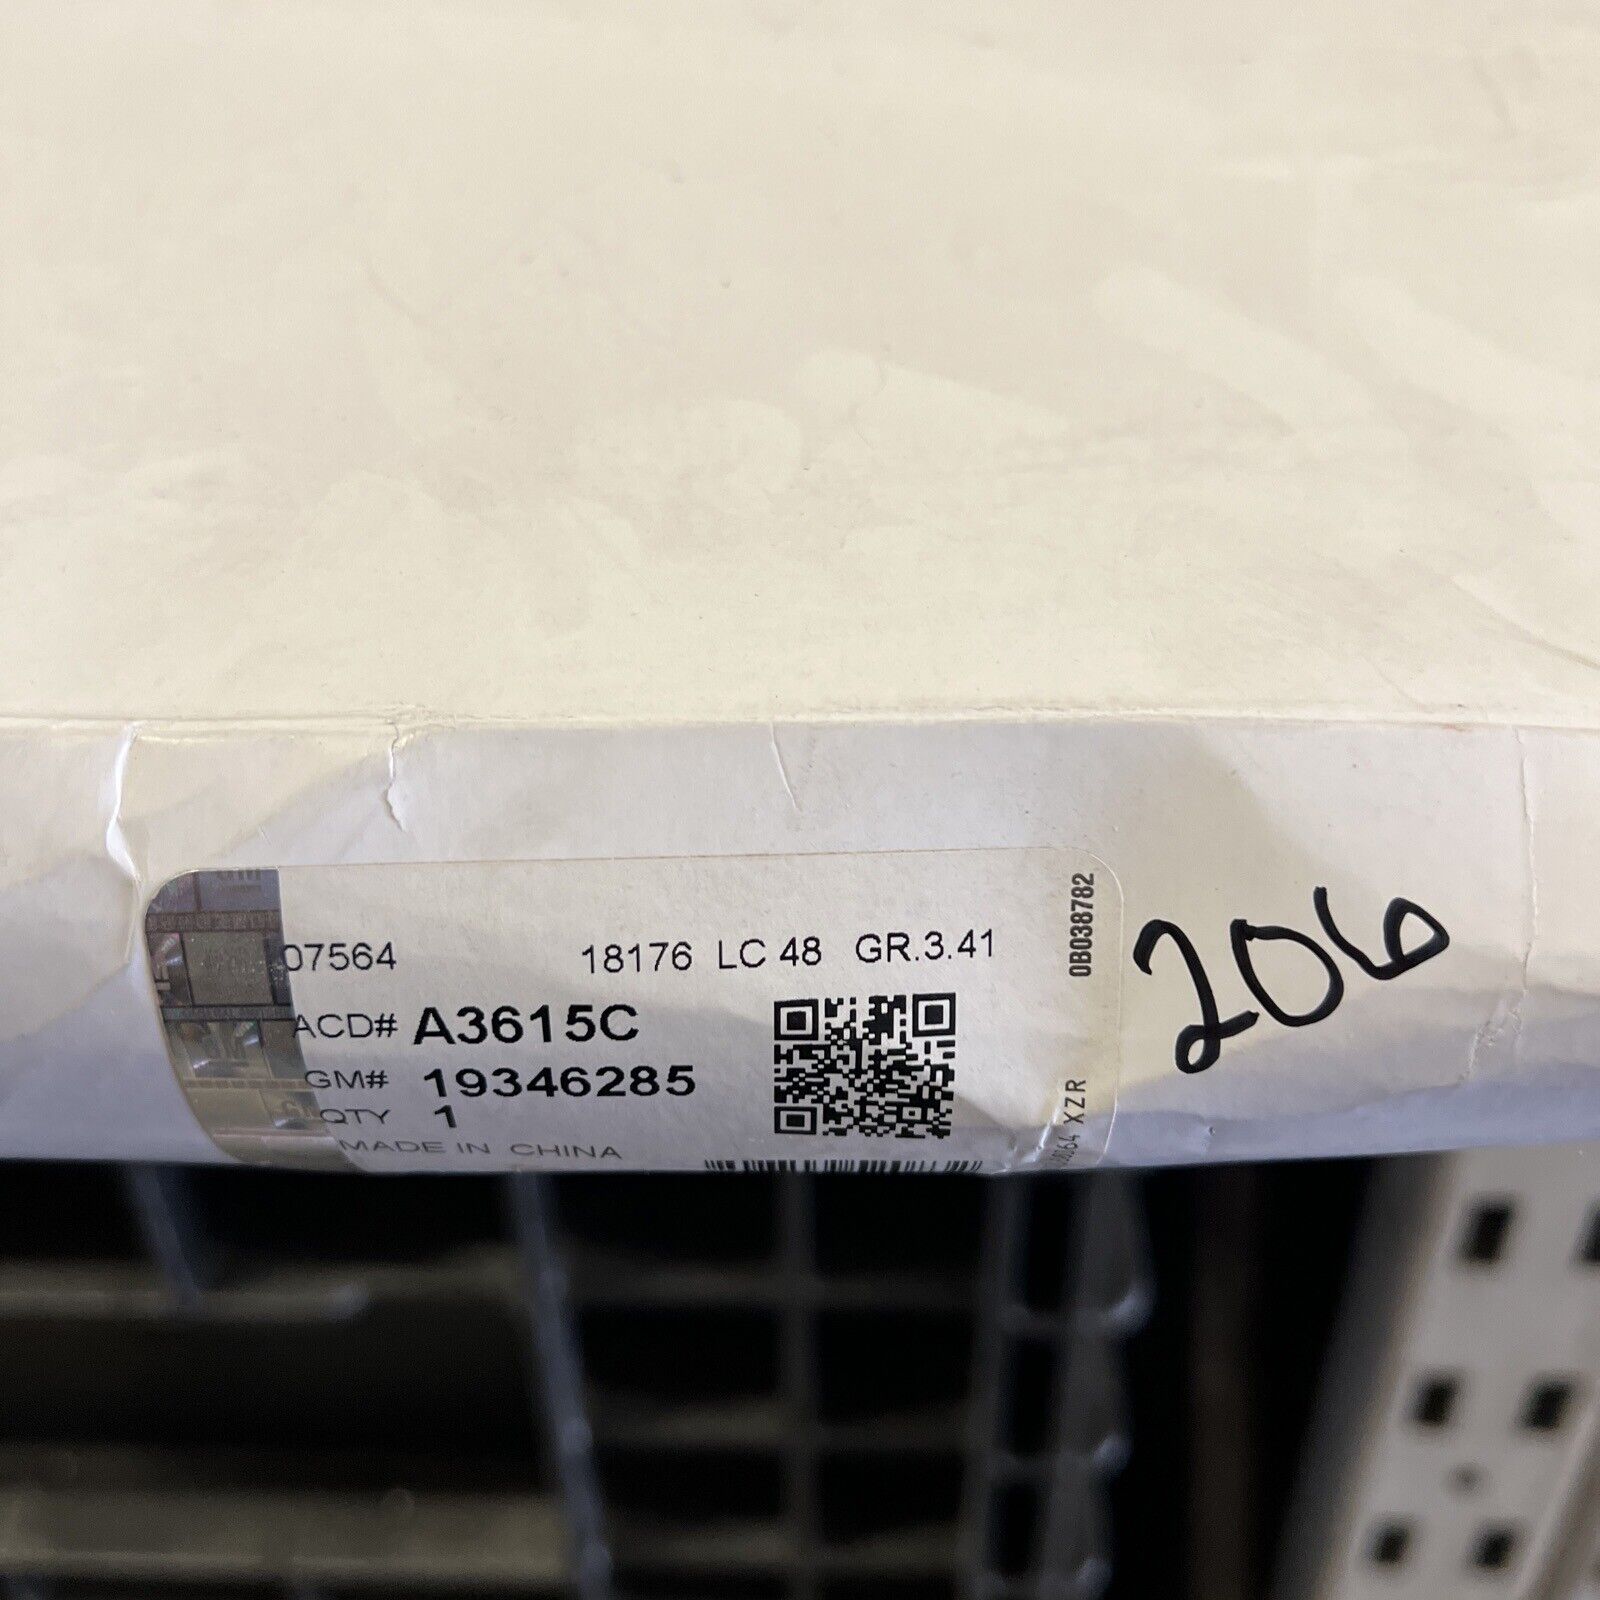 07564 18176 LC 48 GR.3.41
ACD# A3615C
GM# 19346285
QTY 1
MADE IN CHINA
0B038782
XZR
206